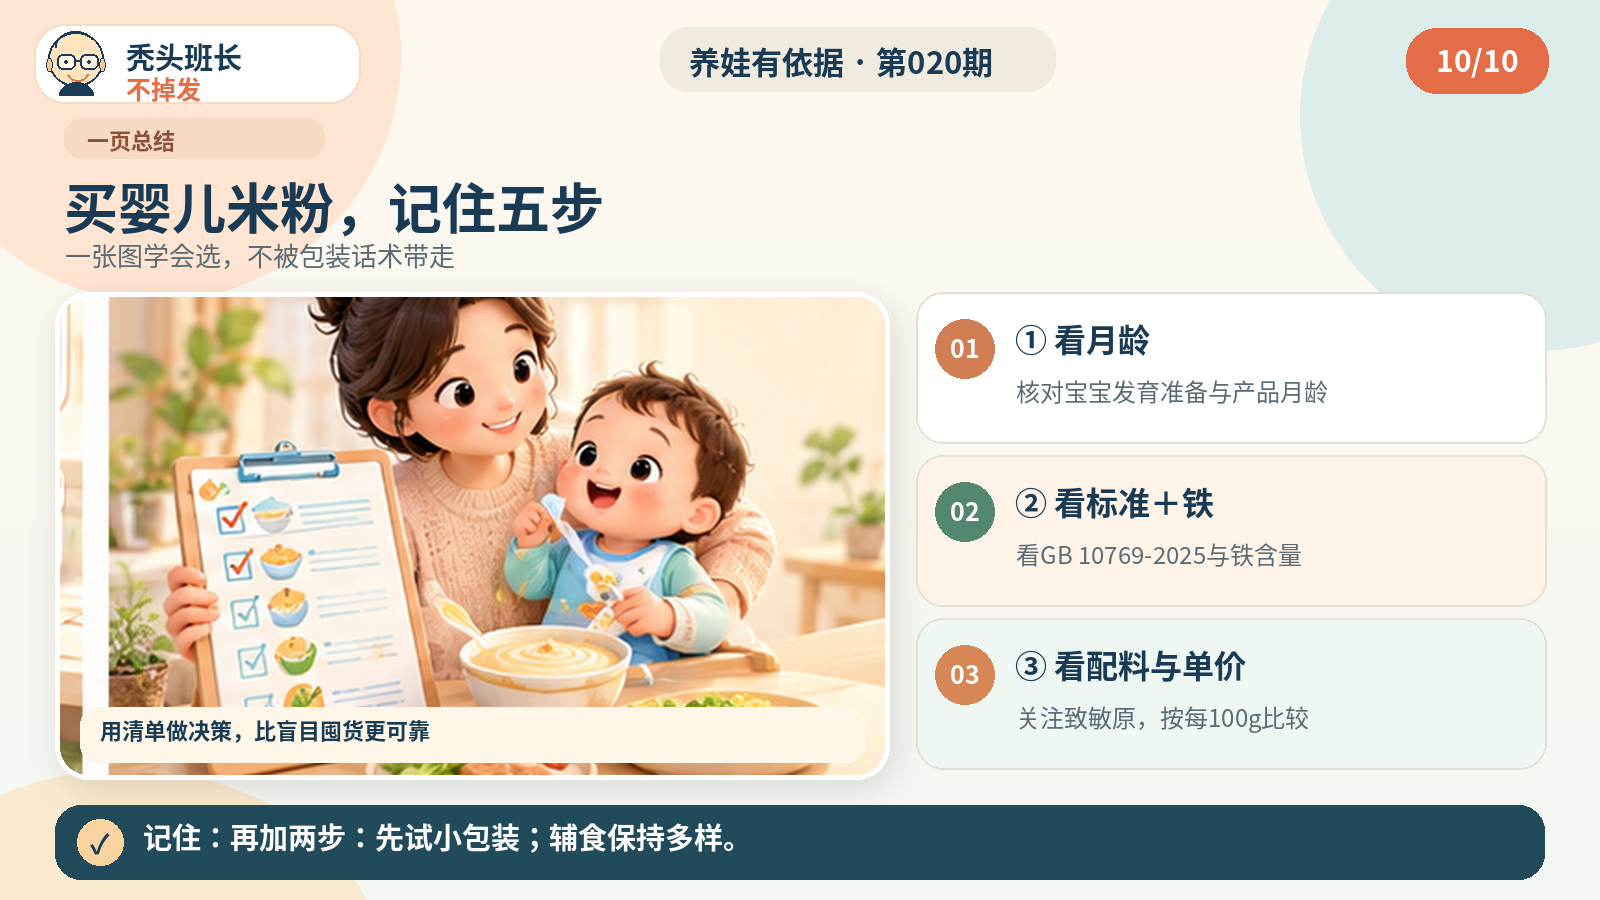 秃头班长
不掉发
养娃有依据·第020期
10/10
一页总结
买婴儿米粉，记住五步
一张图学会选，不被包装话术带走
用清单做决策，比盲目囤货更可靠
01
① 看月龄
核对宝宝发育准备与产品月龄
02
② 看标准＋铁
看GB 10769-2025与铁含量
03
③ 看配料与单价
关注致敏原，按每100g比较
✓
记住：再加两步：先试小包装；辅食保持多样。